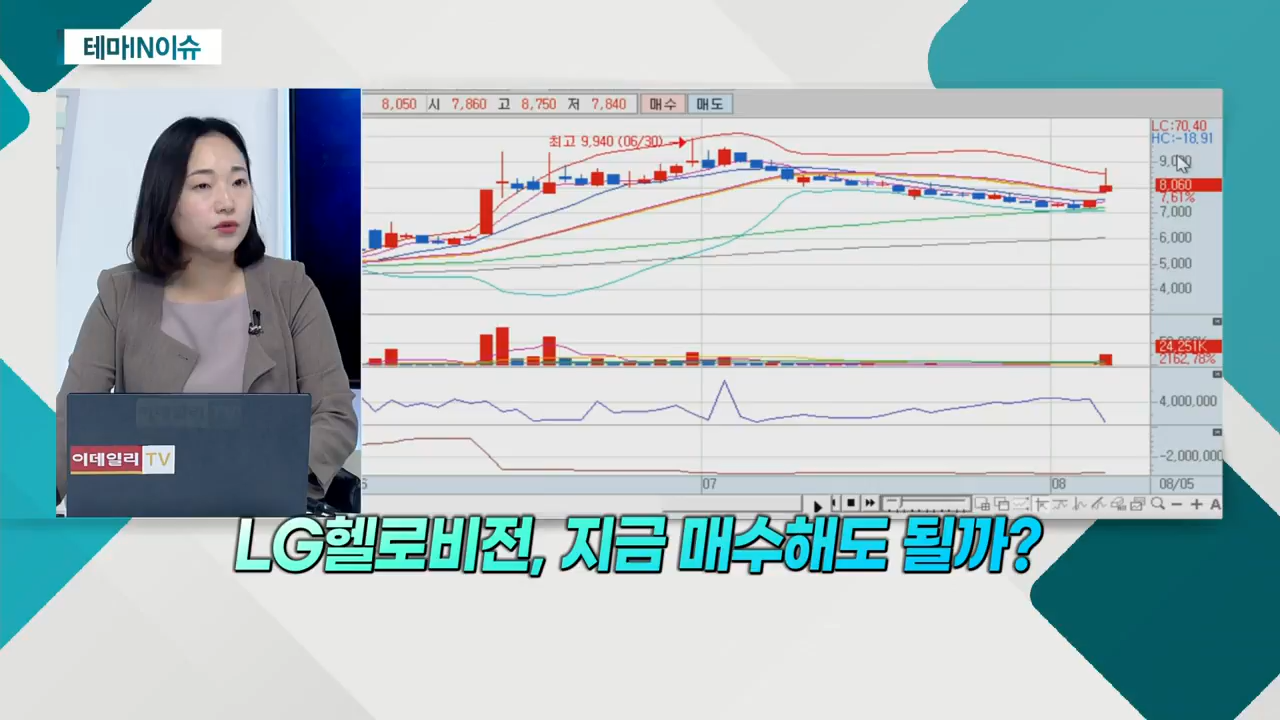 테마IN이슈
8,050 시 7,860 고 8,750 저 7,840 매수 매도
최고 9,940 (06/30)
LC:70,40
HC:-18,91
8,060
7,61%
7,000
6,000
5,000
4,000
24,251K
2162,78%
4,000,000
-2,000,000
07 08 08/05
A
이데일리 TV
LG헬로비전, 지금 매수해도 될까?